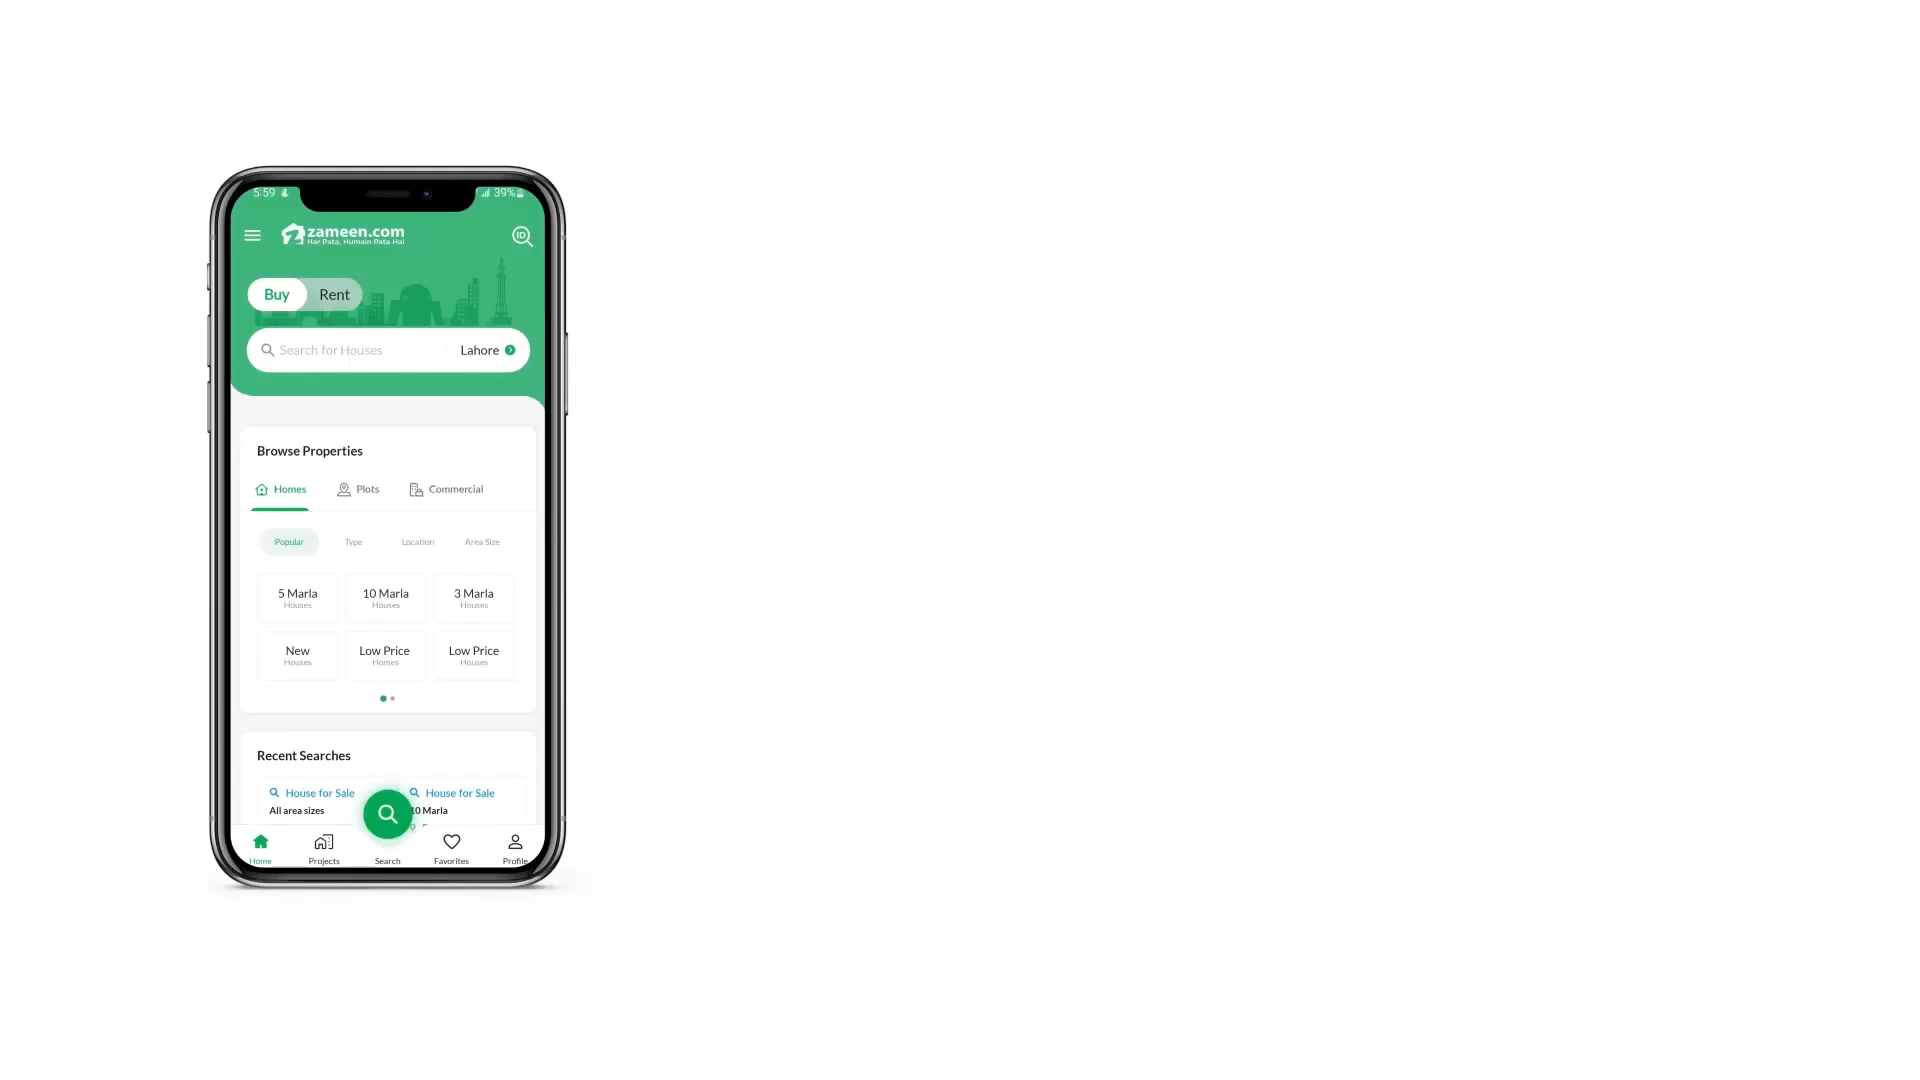 5:59
39%
zameen.com
Har Pata, Humain Pata Hai
ID
Buy Rent
Search for Houses Lahore
Browse Properties
Homes Plots Commercial
Popular Type Location Area Size
5 Marla 10 Marla 3 Marla
Houses Houses Houses
New Low Price Low Price
Houses Homes Houses
Recent Searches
House for Sale House for Sale
All area sizes 10 Marla
Home Projects Search Favorites Profile